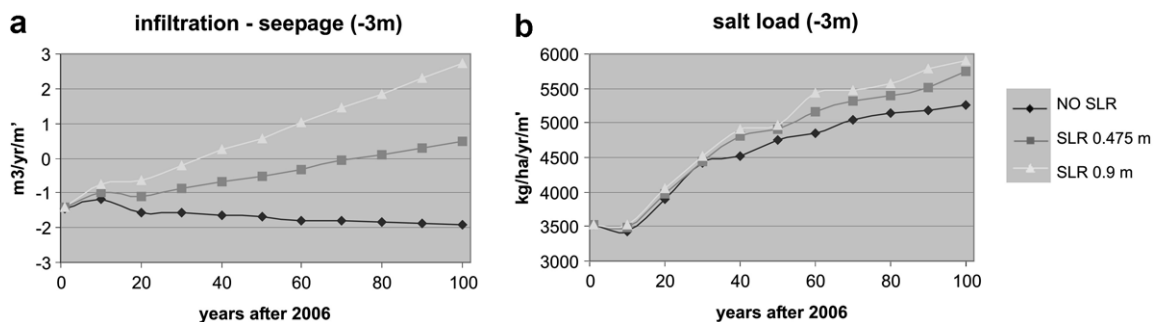 a
infiltration - seepage (-3m)
m3/yr/m'
3
2
1
0
-1
-2
-3
0 20 40 60 80 100
years after 2006
b
salt load (-3m)
kg/ha/yr/m'
6000
5500
5000
4500
4000
3500
3000
0 20 40 60 80 100
years after 2006
NO SLR
SLR 0.475 m
SLR 0.9 m